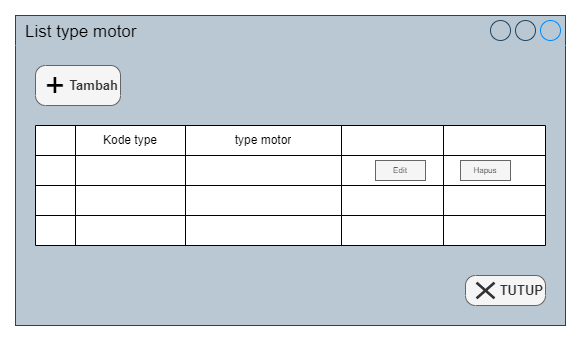 List type motor
Tambah
Kode type type motor
Edit Hapus
TUTUP